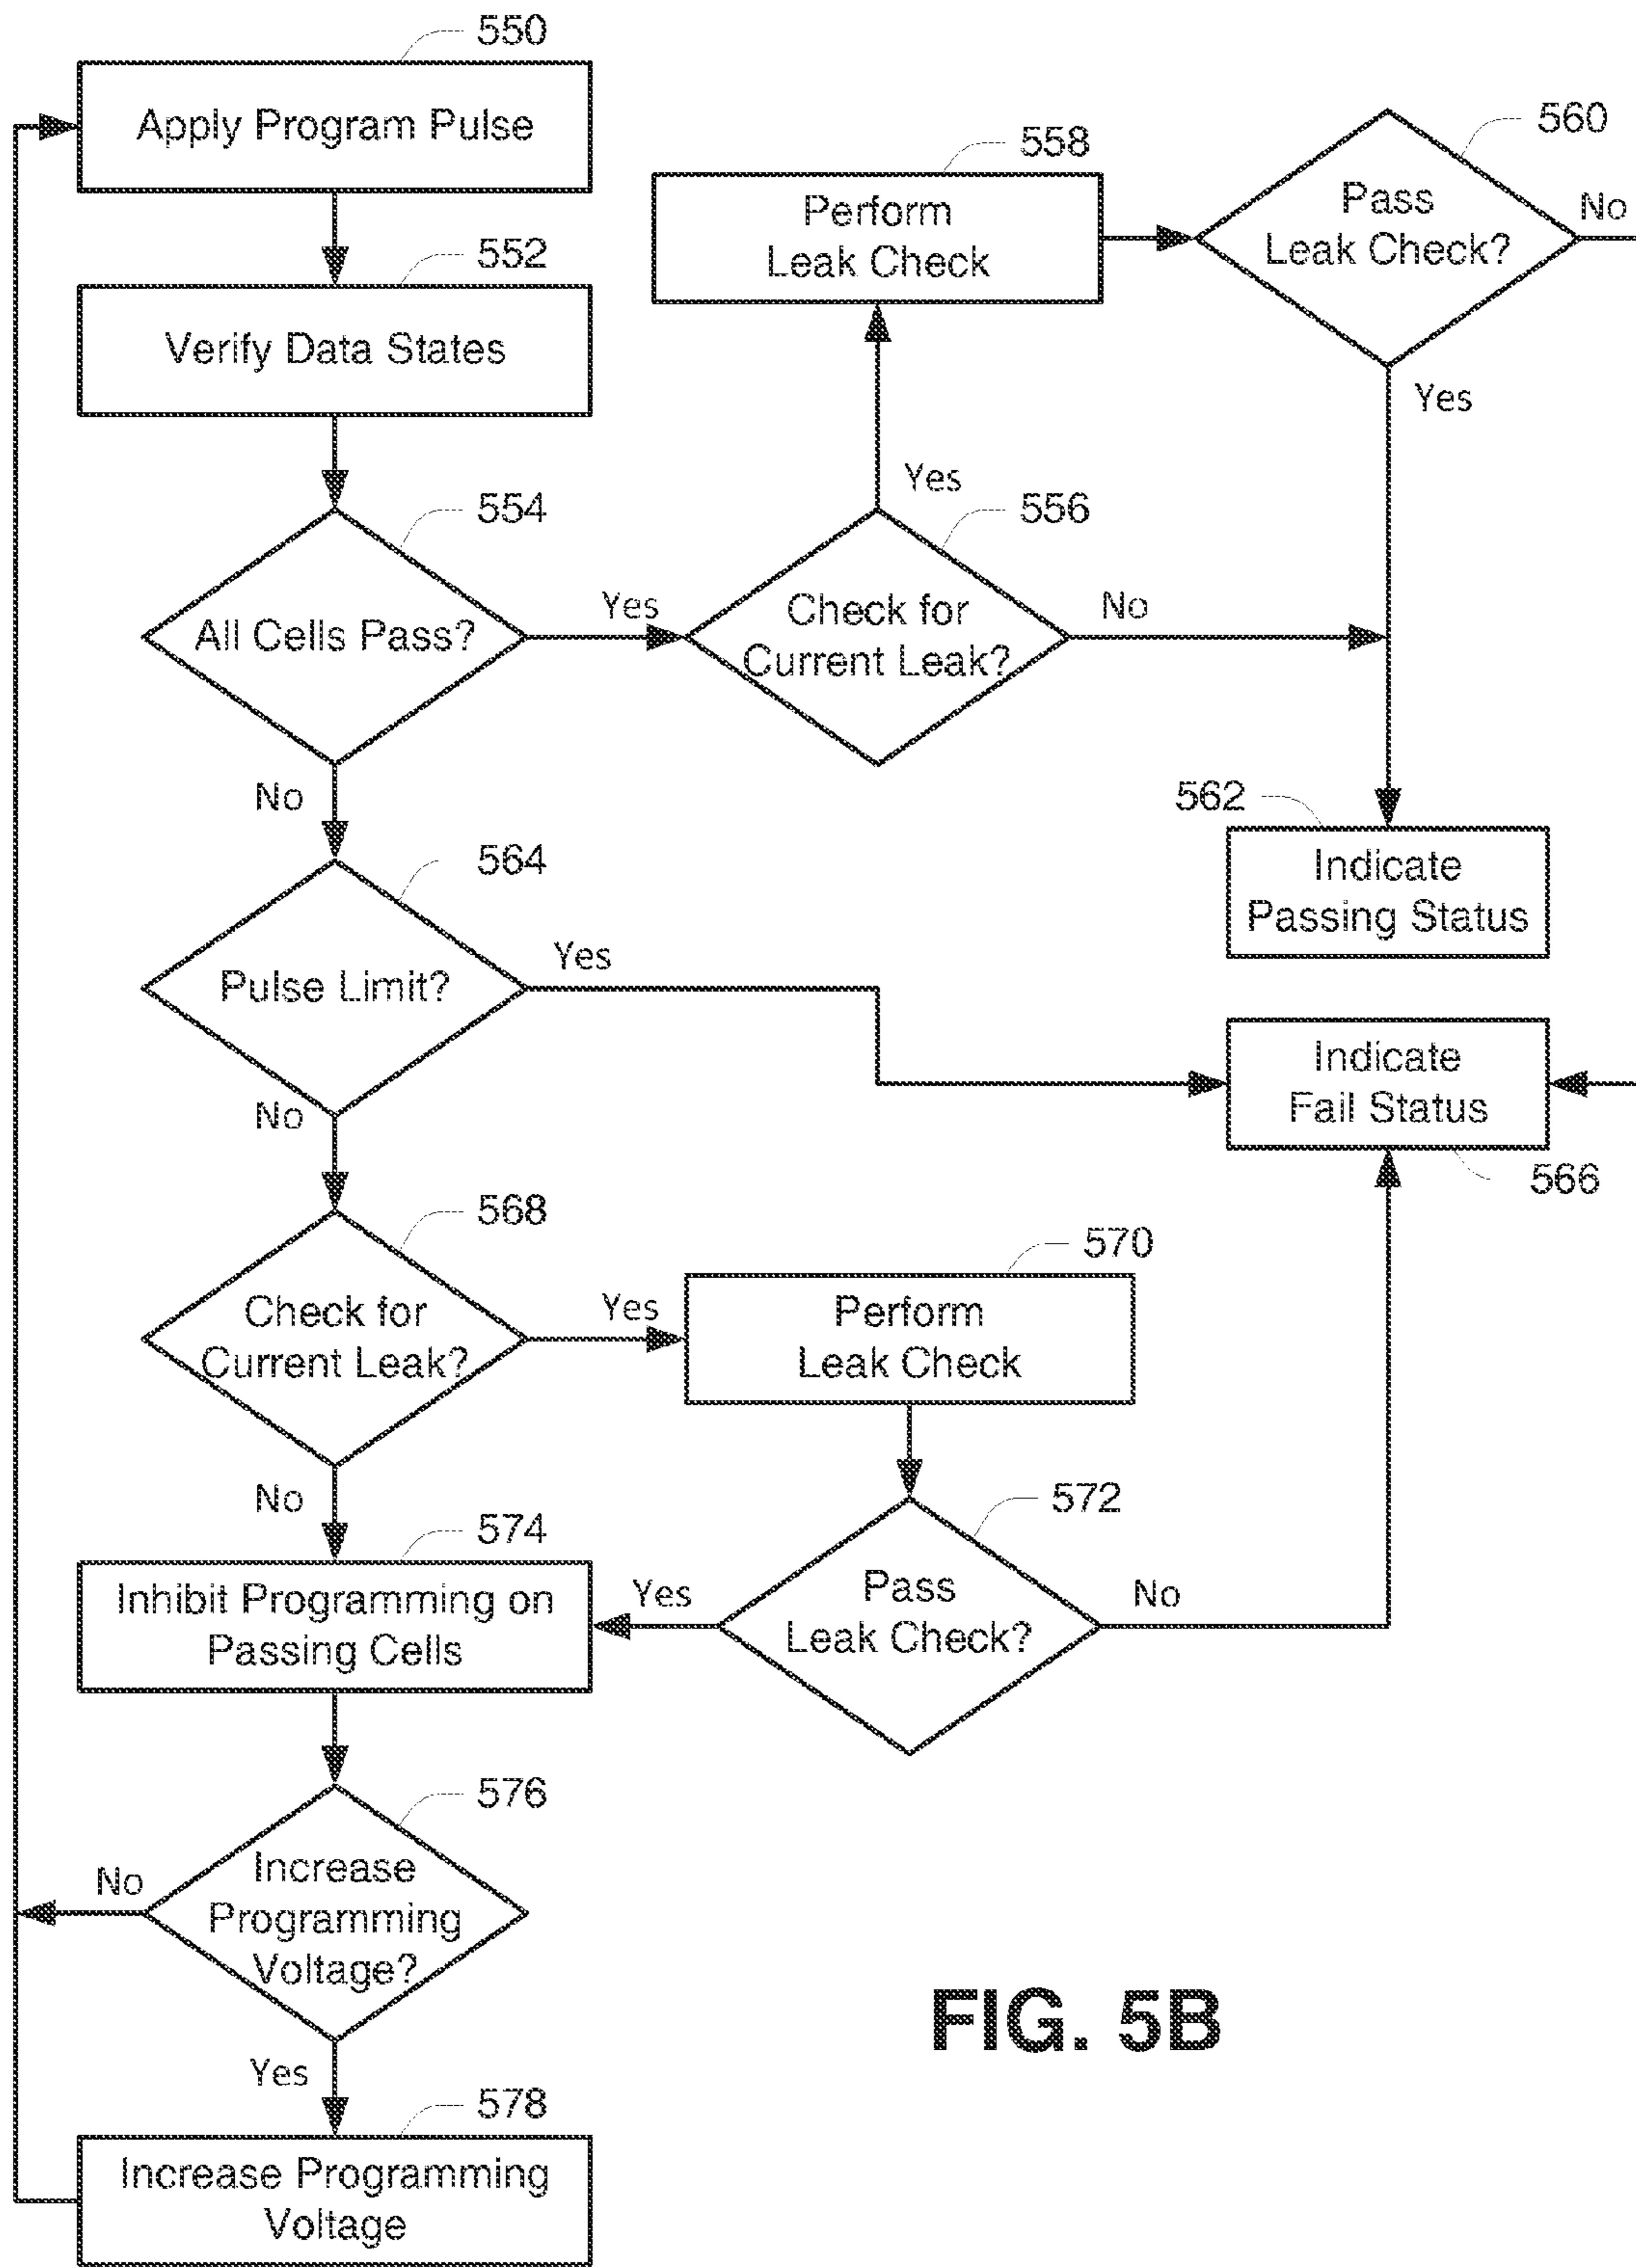 550
Apply Program Pulse
552
Verify Data States
554
All Cells Pass?
Yes
No
556
Check for
Current Leak?
Yes
No
558
Perform
Leak Check
560
Pass
Leak Check?
No
Yes
562
Indicate
Passing Status
564
Pulse Limit?
Yes
No
Indicate
Fail Status
566
568
Check for
Current Leak?
Yes
No
570
Perform
Leak Check
572
Pass
Leak Check?
Yes
No
574
Inhibit Programming on
Passing Cells
576
Increase
Programming
Voltage?
No
Yes
578
Increase Programming
Voltage
FIG. 5B